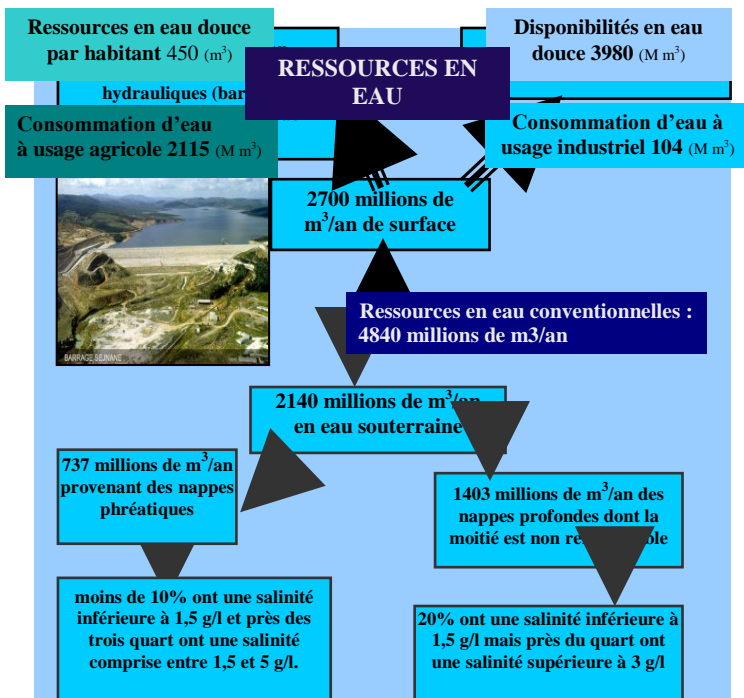 Ressources en eau douce
par habitant 450 (m³)
Disponibilités en eau
douce 3980 (M m³)
RESSOURCES EN
EAU
hydrauliques
Consommation d'eau
à usage agricole 2115 (M m³)
Consommation d'eau à
usage industriel 104 (M m³)
2700 millions de
m³/an de surface
BARRAGE SEJNANE
Ressources en eau conventionnelles :
4840 millions de m3/an
2140 millions de m³/an
en eau souterraine
737 millions de m³/an
provenant des nappes
phréatiques
1403 millions de m³/an des
nappes profondes dont la
moitié est non
moins de 10% ont une salinité
inférieure à 1,5 g/l et près des
trois quart ont une salinité
comprise entre 1,5 et 5 g/l.
20% ont une salinité inférieure à
1,5 g/l mais près du quart ont
une salinité supérieure à 3 g/l